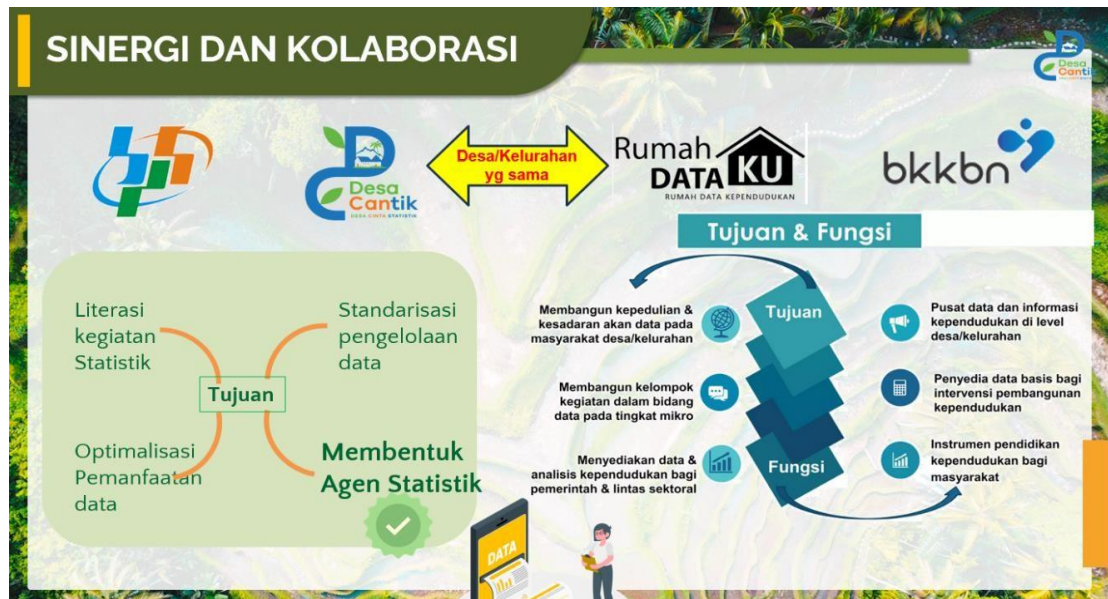 SINERGI DAN KOLABORASI
Desa
Cantik
Desa
Cantik
DESA CINTA STATISTIK
Desa/Kelurahan
yg sama
Rumah
DATA KU
RUMAH DATA KEPENDUDUKAN
bkkbn
Tujuan & Fungsi
Literasi
kegiatan
Statistik
Standarisasi
pengelolaan
data
Tujuan
Optimalisasi
Pemanfaatan
data
Membentuk
Agen Statistik
DATA
Membangun kepedulian &
kesadaran akan data pada
masyarakat desa/kelurahan
Membangun kelompok
kegiatan dalam bidang
data pada tingkat mikro
Menyediakan data &
analisis kependudukan bagi
pemerintah & lintas sektoral
Tujuan
Fungsi
Pusat data dan informasi
kependudukan di level
desa/kelurahan
Penyedia data basis bagi
intervensi pembangunan
kependudukan
Instrumen pendidikan
kependudukan bagi
masyarakat